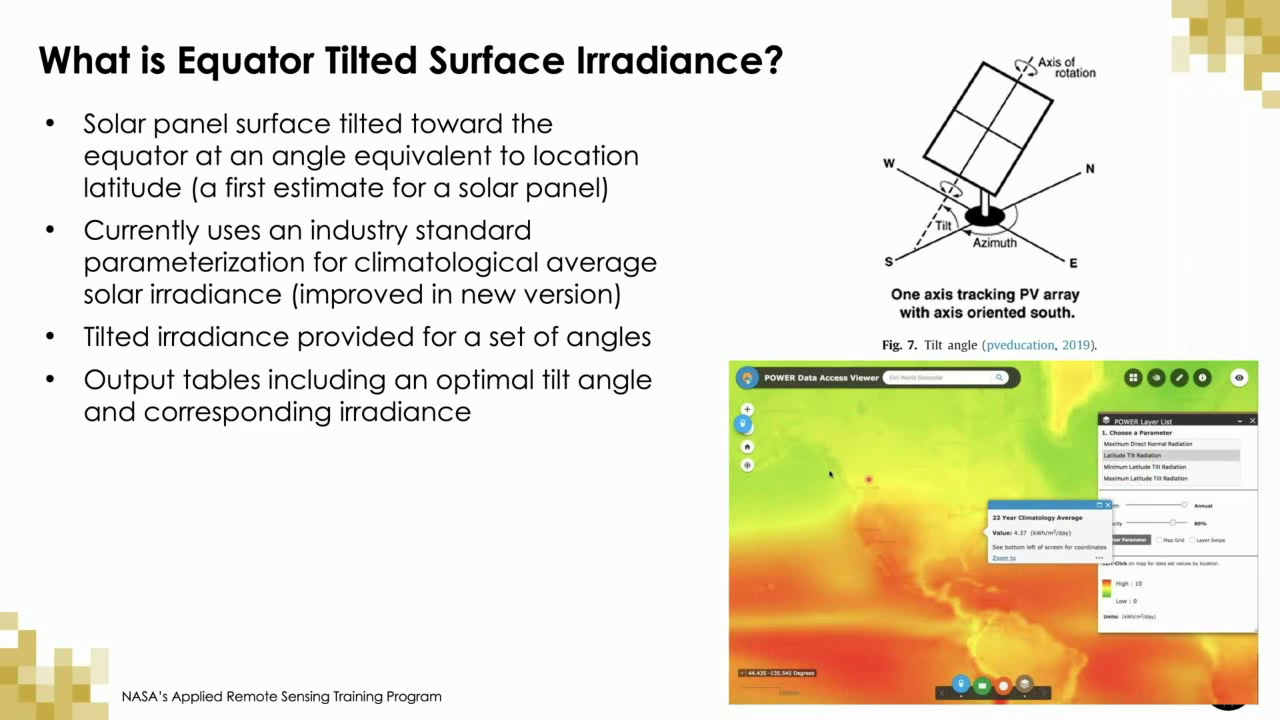 What is Equator Tilted Surface Irradiance?
• Solar panel surface tilted toward the
equator at an angle equivalent to location
latitude (a first estimate for a solar panel)
• Currently uses an industry standard
parameterization for climatological average
solar irradiance (improved in new version)
• Tilted irradiance provided for a set of angles
• Output tables including an optimal tilt angle
and corresponding irradiance
Axis of
rotation
W
N
Tilt
Azimuth
S
E
One axis tracking PV array
with axis oriented south.
Fig. 7. Tilt angle (pveducation, 2019).
POWER Data Access Viewer
Esri World Geocoder
POWER Layer List
1. Choose a Parameter
Maximum Direct Normal Radiation
Latitude Tilt Radiation
Minimum Latitude Tilt Radiation
Maximum Latitude Tilt Radiation
Annual
80%
Map Grid
Layer Swipe
on map for data set values by location.
High : 10
Low : 0
Units: (kWh/m²/day)
22 Year Climatology Average
Value: 4.37 (kWh/m²/day)
See bottom left of screen for coordinates
Zoom to
44.435 -135.545 Degrees
NASA's Applied Remote Sensing Training Program